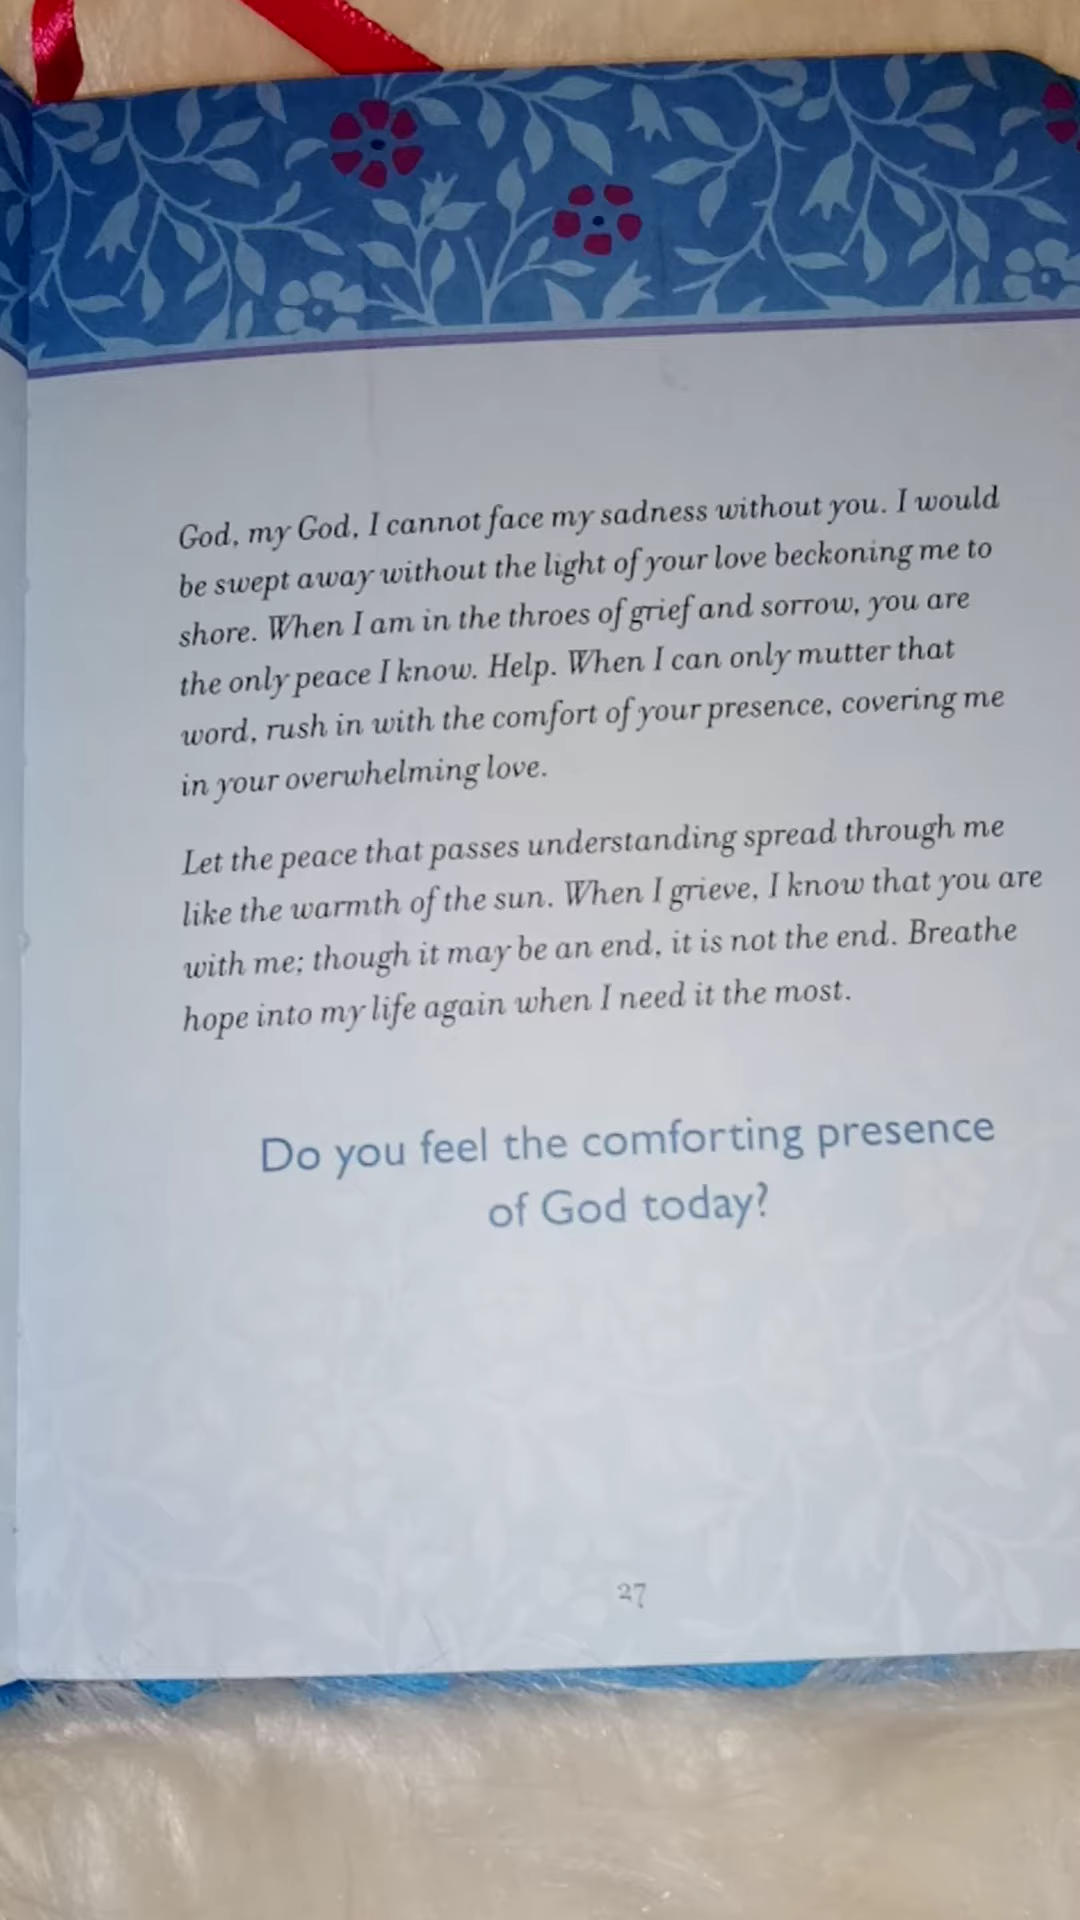 God, my God, I cannot face my sadness without you. I would
be swept away without the light of your love beckoning me to
shore. When I am in the throes of grief and sorrow, you are
the only peace I know. Help. When I can only mutter that
word, rush in with the comfort of your presence, covering me
in your overwhelming love.
Let the peace that passes understanding spread through me
like the warmth of the sun. When I grieve, I know that you are
with me; though it may be an end, it is not the end. Breathe
hope into my life again when I need it the most.
Do you feel the comforting presence
of God today?
27